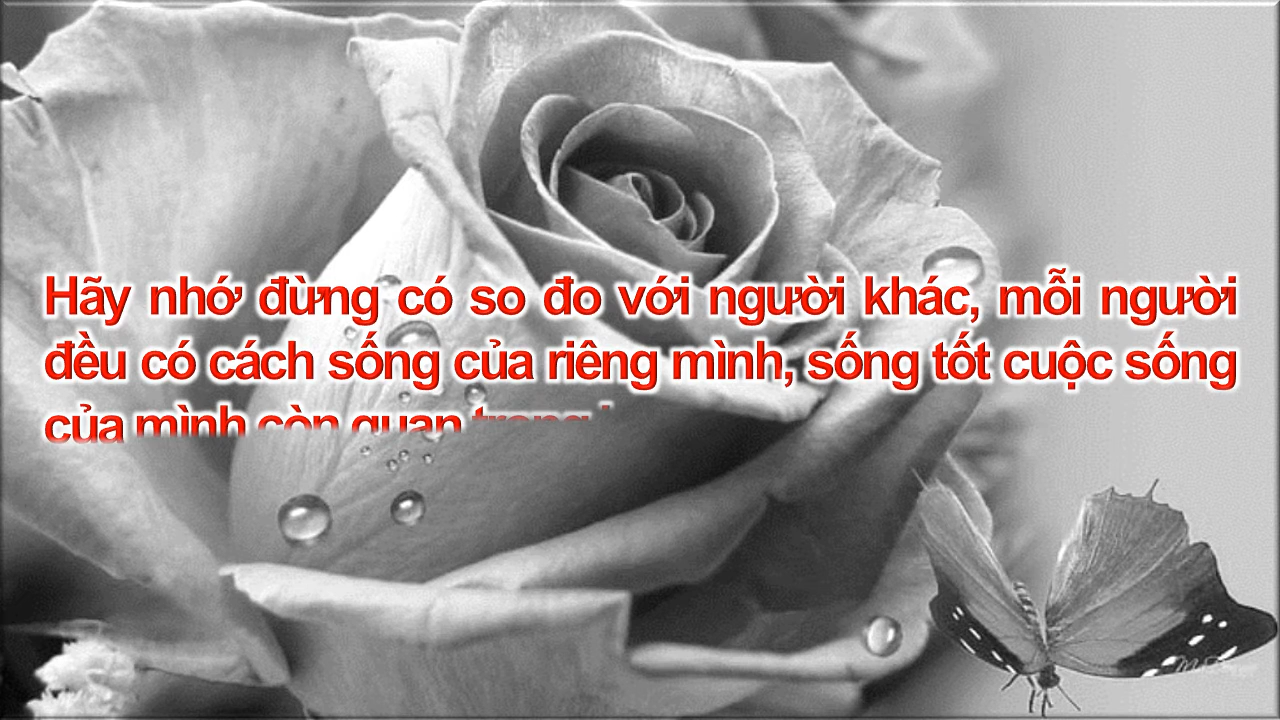 Hãy nhớ đừng có so đo với người khác, mỗi người
đều có cách sống của riêng mình, sống tốt cuộc sống
của mình còn quan trọng